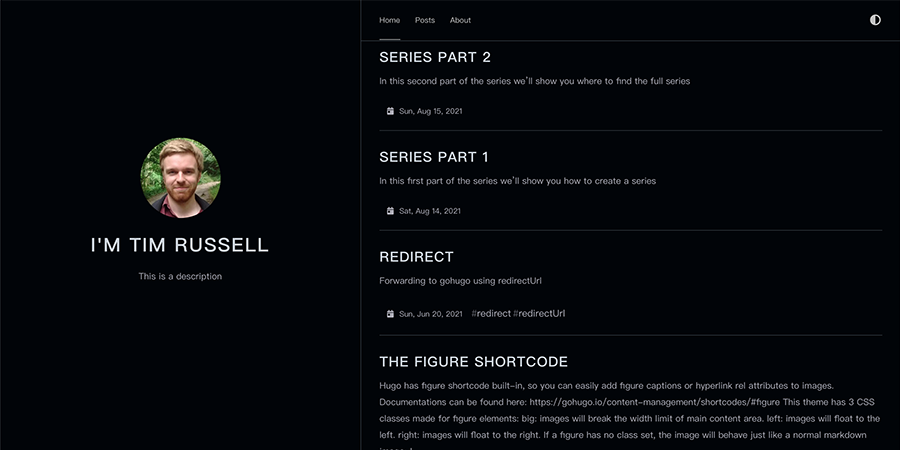 Home Posts About
I'M TIM RUSSELL
This is a description
SERIES PART 2
In this second part of the series we'll show you where to find the full series
Sun, Aug 15, 2021
SERIES PART 1
In this first part of the series we'll show you how to create a series
Sat, Aug 14, 2021
REDIRECT
Forwarding to gohugo using redirectUrl
Sun, Jun 20, 2021 #redirect #redirectUrl
THE FIGURE SHORTCODE
Hugo has figure shortcode built-in, so you can easily add figure captions or hyperlink rel attributes to images.
Documentations can be found here: https://gohugo.io/content-management/shortcodes/#figure This theme has 3 CSS
classes made for figure elements: big: images will break the width limit of main content area. left: images will float to the
left. right: images will float to the right. If a figure has no class set, the image will behave just like a normal markdown